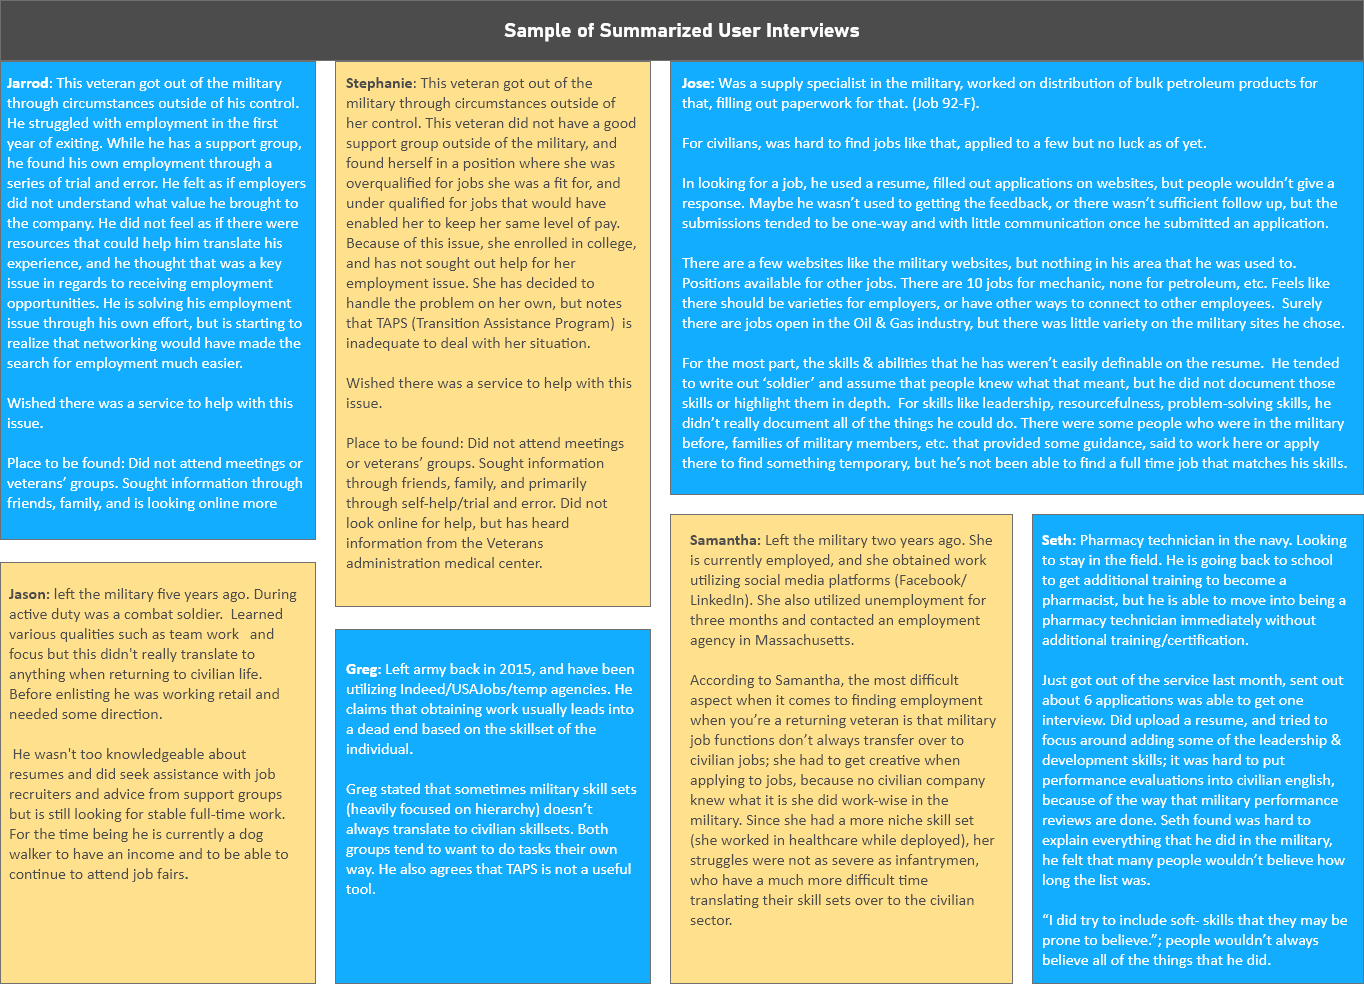 Sample of Summarized User Interviews
Jarrod: This veteran got out of the military
through circumstances outside of his control.
He struggled with employment in the first
year of exiting. While he has a support group,
he found his own employment through a
series of trial and error. He felt as if employers
did not understand what value he brought to
the company. He did not feel as if there were
resources that could help him translate his
experience, and he thought that was a key
issue in regards to receiving employment
opportunities. He is solving his employment
issue through his own effort, but is starting to
realize that networking would have made the
search for employment much easier.
Wished there was a service to help with this
issue.
Place to be found: Did not attend meetings or
veterans’ groups. Sought information through
friends, family, and is looking online more
Jason: left the military five years ago. During
active duty was a combat soldier.  Learned
various qualities such as team work   and
focus but this didn't really translate to
anything when returning to civilian life.
Before enlisting he was working retail and
needed some direction.
He wasn't too knowledgeable about
resumes and did seek assistance with job
recruiters and advice from support groups
but is still looking for stable full-time work.
For the time being he is currently a dog
walker to have an income and to be able to
continue to attend job fairs.
Stephanie: This veteran got out of the
military through circumstances outside of
her control. This veteran did not have a good
support group outside of the military, and
found herself in a position where she was
overqualified for jobs she was a fit for, and
under qualified for jobs that would have
enabled her to keep her same level of pay.
Because of this issue, she enrolled in college,
and has not sought out help for her
employment issue. She has decided to
handle the problem on her own, but notes
that TAPS (Transition Assistance Program)  is
inadequate to deal with her situation.
Wished there was a service to help with this
issue.
Place to be found: Did not attend meetings
or veterans’ groups. Sought information
through friends, family, and primarily
through self-help/trial and error. Did not
look online for help, but has heard
information from the Veterans
administration medical center.
Greg: Left army back in 2015, and have been
utilizing Indeed/USAJobs/temp agencies. He
claims that obtaining work usually leads into
a dead end based on the skillset of the
individual.
Greg stated that sometimes military skill sets
(heavily focused on hierarchy) doesn’t
always translate to civilian skillsets. Both
groups tend to want to do tasks their own
way. He also agrees that TAPS is not a useful
tool.
Jose: Was a supply specialist in the military, worked on distribution of bulk petroleum products for
that, filling out paperwork for that. (Job 92-F).
For civilians, was hard to find jobs like that, applied to a few but no luck as of yet.
In looking for a job, he used a resume, filled out applications on websites, but people wouldn’t give a
response. Maybe he wasn’t used to getting the feedback, or there wasn’t sufficient follow up, but the
submissions tended to be one-way and with little communication once he submitted an application.
There are a few websites like the military websites, but nothing in his area that he was used to.
Positions available for other jobs. There are 10 jobs for mechanic, none for petroleum, etc. Feels like
there should be varieties for employers, or have other ways to connect to other employees.  Surely
there are jobs open in the Oil & Gas industry, but there was little variety on the military sites he chose.
For the most part, the skills & abilities that he has weren’t easily definable on the resume.  He tended
to write out ‘soldier’ and assume that people knew what that meant, but he did not document those
skills or highlight them in depth.  For skills like leadership, resourcefulness, problem-solving skills, he
didn’t really document all of the things he could do. There were some people who were in the military
before, families of military members, etc. that provided some guidance, said to work here or apply
there to find something temporary, but he’s not been able to find a full time job that matches his skills.
Samantha: Left the military two years ago. She
is currently employed, and she obtained work
utilizing social media platforms (Facebook/
LinkedIn). She also utilized unemployment for
three months and contacted an employment
agency in Massachusetts.
According to Samantha, the most difficult
aspect when it comes to finding employment
when you’re a returning veteran is that military
job functions don’t always transfer over to
civilian jobs; she had to get creative when
applying to jobs, because no civilian company
knew what it is she did work-wise in the
military. Since she had a more niche skill set
(she worked in healthcare while deployed), her
struggles were not as severe as infantrymen,
who have a much more difficult time
translating their skill sets over to the civilian
sector.
Seth: Pharmacy technician in the navy. Looking
to stay in the field. He is going back to school
to get additional training to become a
pharmacist, but he is able to move into being a
pharmacy technician immediately without
additional training/certification.
Just got out of the service last month, sent out
about 6 applications was able to get one
interview. Did upload a resume, and tried to
focus around adding some of the leadership &
development skills; it was hard to put
performance evaluations into civilian english,
because of the way that military performance
reviews are done. Seth found was hard to
explain everything that he did in the military,
he felt that many people wouldn’t believe how
long the list was.
“I did try to include soft- skills that they may be
prone to believe.”; people wouldn’t always
believe all of the things that he did.